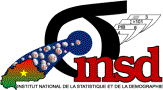 insd
INSTITUT NATIONAL DE LA STATISTIQUE ET DE LA DEMOGRAPHIE